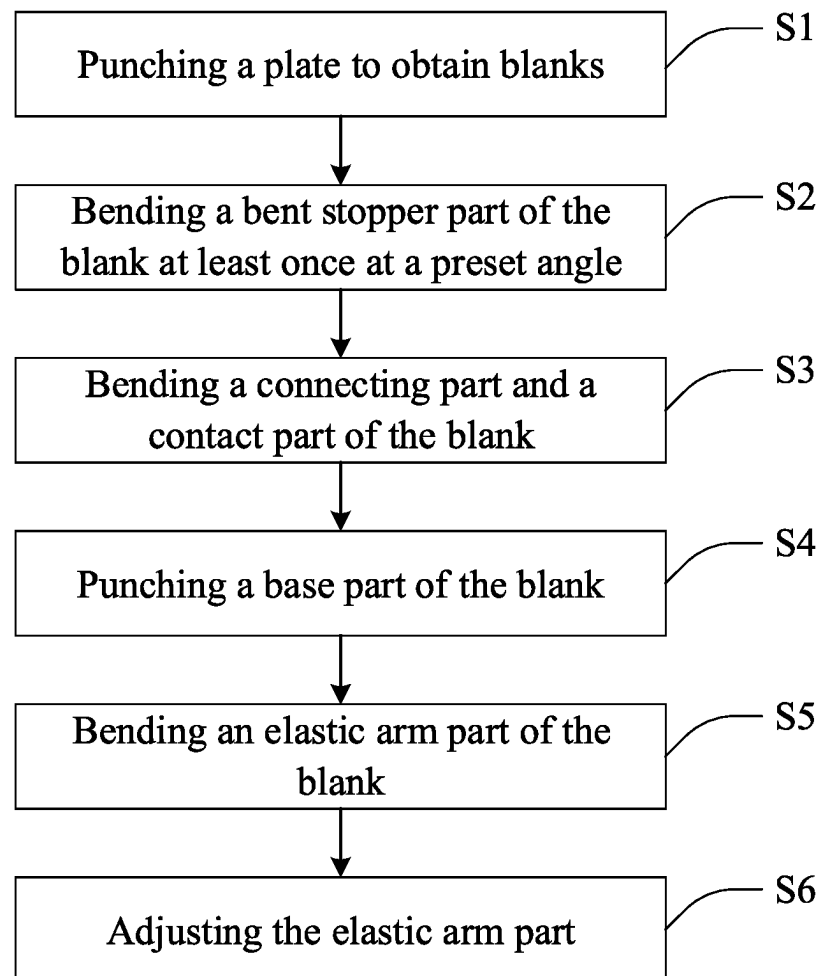 Punching a plate to obtain blanks
S1
Bending a bent stopper part of the
blank at least once at a preset angle
S2
Bending a connecting part and a
contact part of the blank
S3
Punching a base part of the blank
S4
Bending an elastic arm part of the
blank
S5
Adjusting the elastic arm part
S6